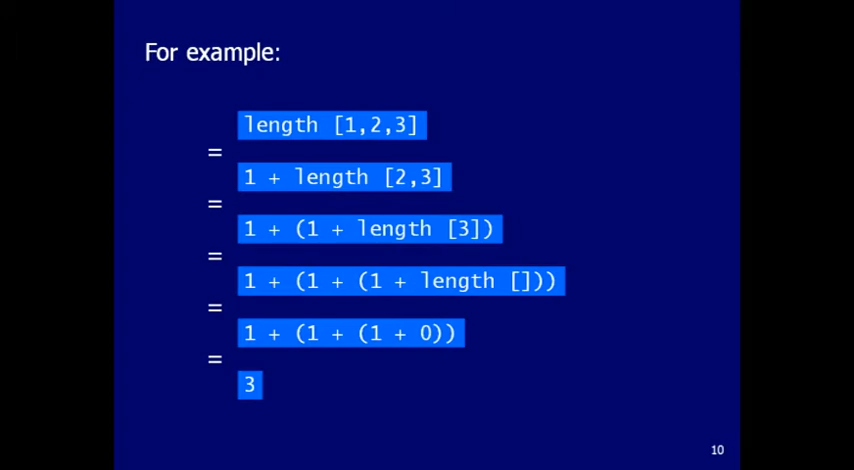 For example:
length [1,2,3]
=
1 + length [2,3]
=
1 + (1 + length [3])
=
1 + (1 + (1 + length []))
=
1 + (1 + (1 + 0))
=
3
10